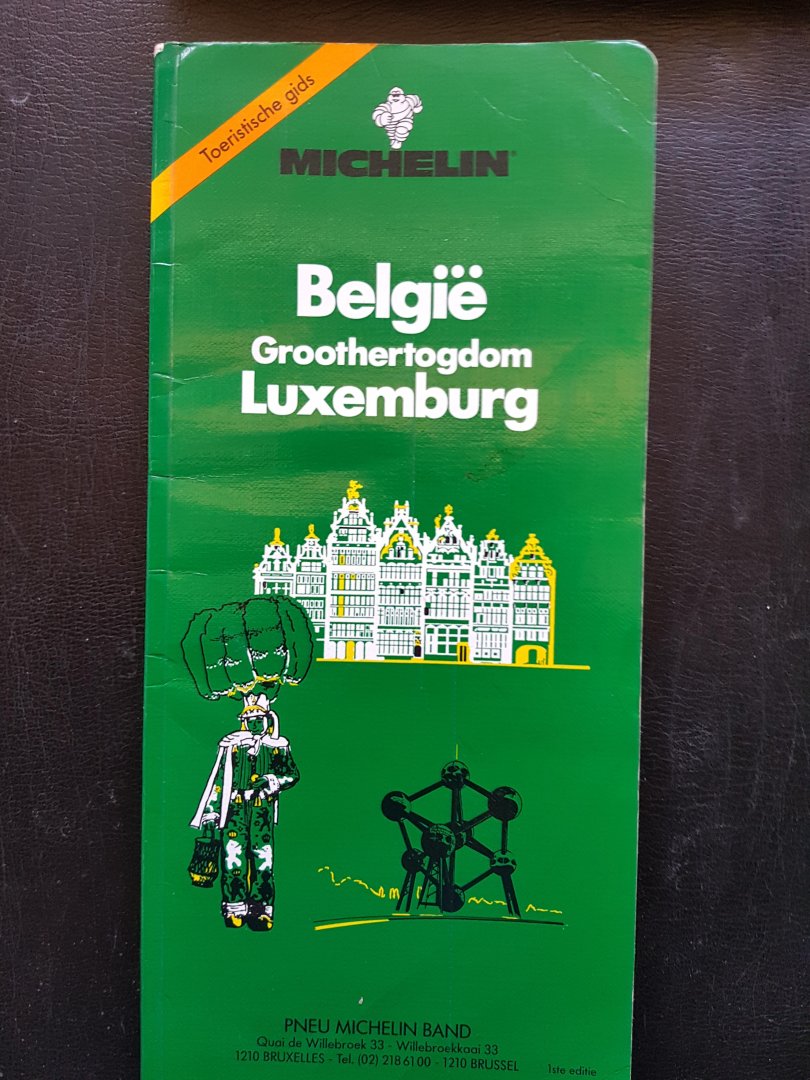 Toeristische gids
MICHELIN®
België
Groothertogdom
Luxemburg
PNEU MICHELIN BAND
Quai de Willebroek 33 - Willebroekkaai 33
1210 BRUXELLES - Tel. (02) 218 61 00 - 1210 BRUSSEL
1ste editie